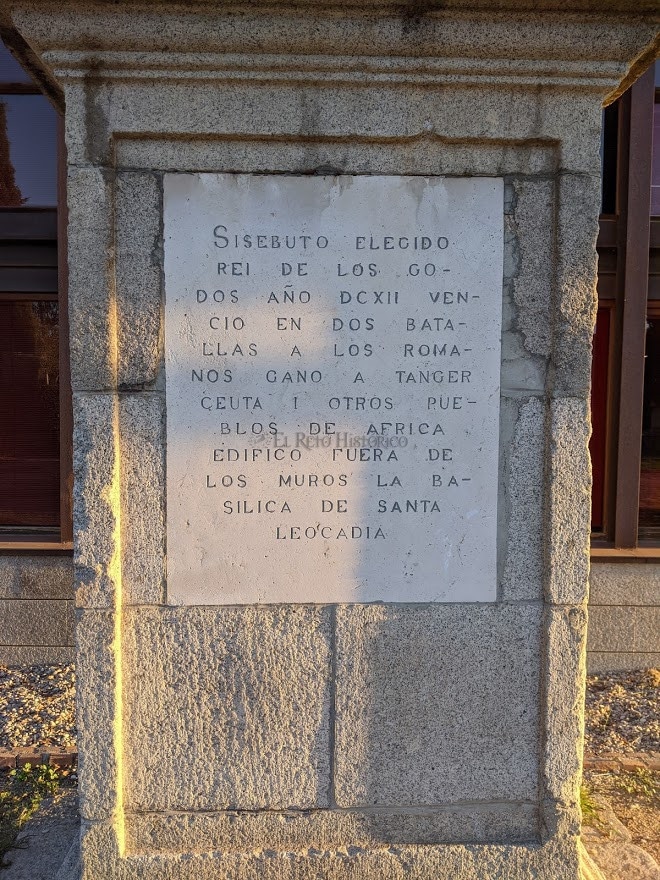 SISEBUTO ELEGIDO
REI DE LOS GO-
DOS AÑO DCXII VEN-
CIO EN DOS BATA-
LLAS A LOS ROMA-
NOS GANO A TANGER
ÇEUTA I OTROS PUE-
BLOS DE AFRICA
El Reto Histórico
EDIFICO FUERA DE
LOS MUROS LA BA-
SILICA DE SANTA
LEOCADIA